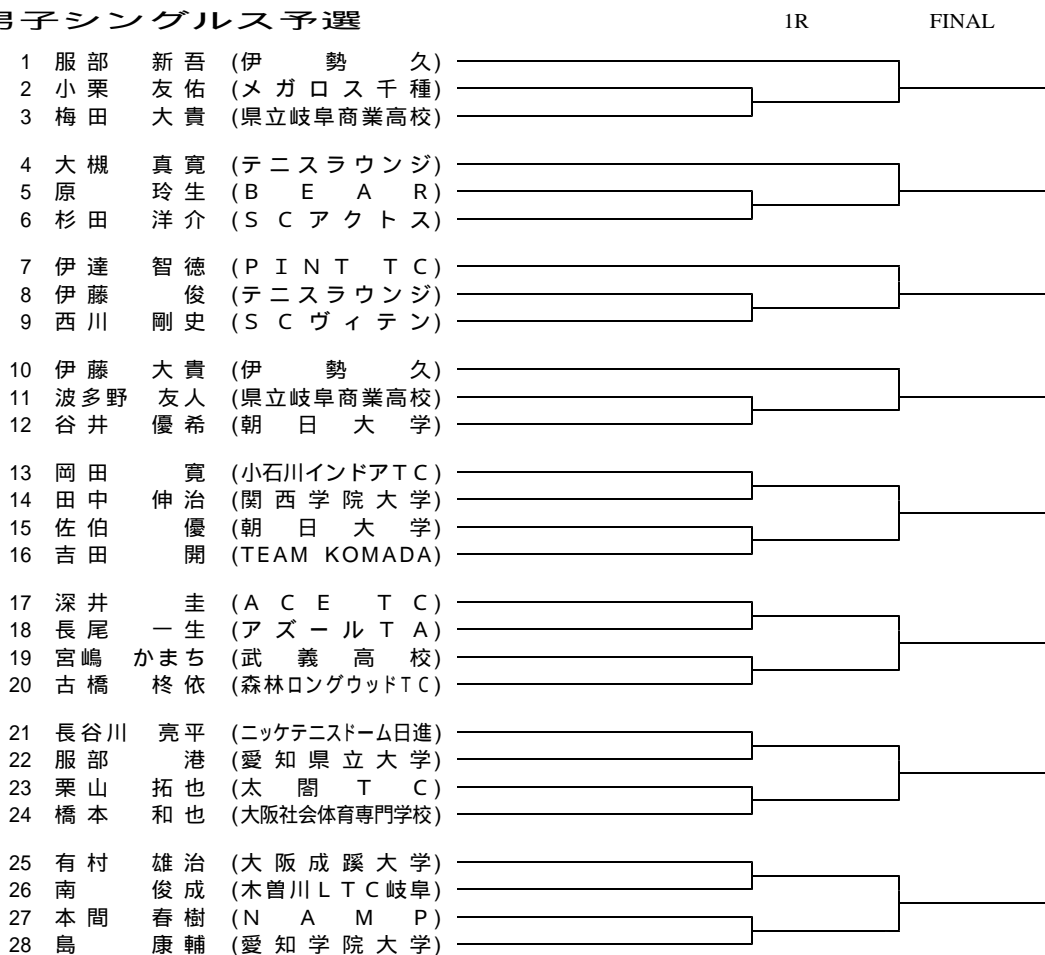 男子シングルス予選 1R FINAL
1 服部 新吾 (伊勢久)
2 小栗 友佑 (メガロス千種)
3 梅田 大貴 (県立岐阜商業高校)
4 大槻 真寛 (テニスラウンジ)
5 原 玲生 (BEAR)
6 杉田 洋介 (SCアクトス)
7 伊達 智徳 (PINT TC)
8 伊藤 俊 (テニスラウンジ)
9 西川 剛史 (SCヴィテン)
10 伊藤 大貴 (伊勢久)
11 波多野 友人 (県立岐阜商業高校)
12 谷井 優希 (朝日大学)
13 岡田 寛 (小石川インドアTC)
14 田中 伸治 (関西学院大学)
15 佐伯 優 (朝日大学)
16 吉田 開 (TEAM KOMADA)
17 深井 圭 (ACE TC)
18 長尾 一生 (アズールTA)
19 宮嶋 かまち (武義高校)
20 古橋 柊依 (森林ロングウッドTC)
21 長谷川 亮平 (ニッケテニスドーム日進)
22 服部 港 (愛知県立大学)
23 栗山 拓也 (太閤TC)
24 橋本 和也 (大阪社会体育専門学校)
25 有村 雄治 (大阪成蹊大学)
26 南 俊成 (木曽川LTC岐阜)
27 本間 春樹 (NAMP)
28 島 康輔 (愛知学院大学)